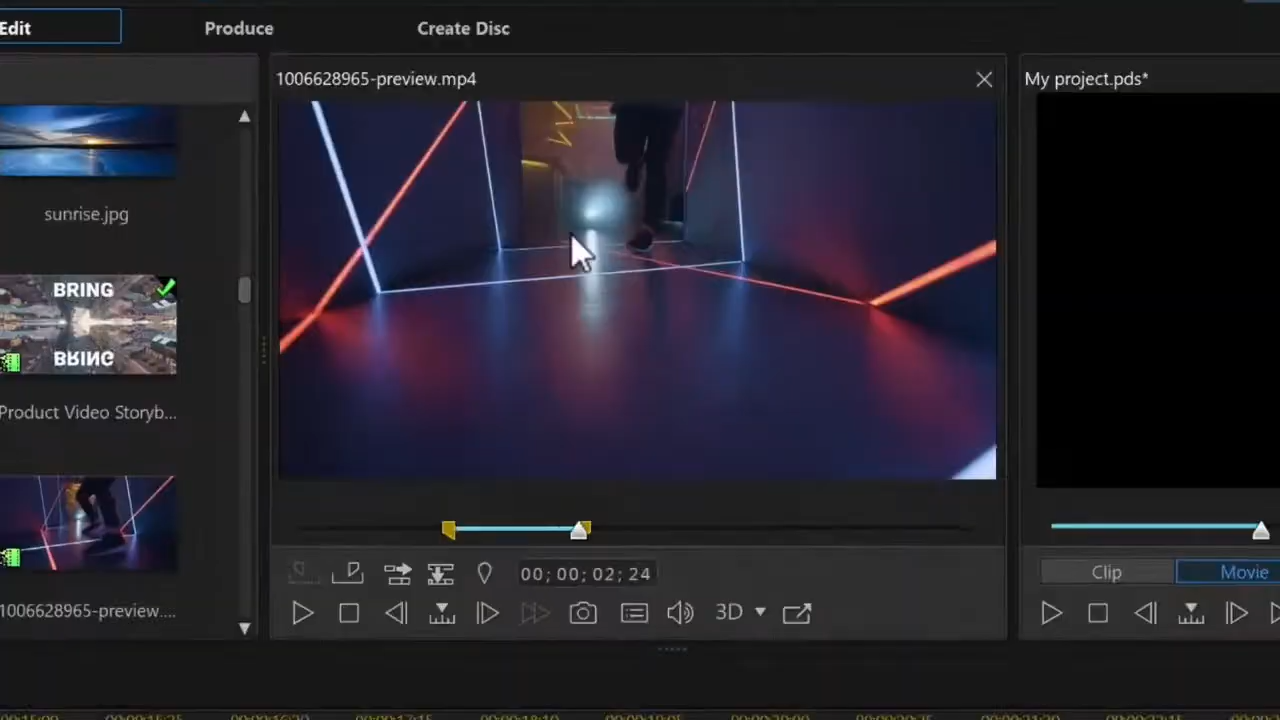 Edit
Produce
Create Disc
1006628965-preview.mp4
My project.pds*
sunrise.jpg
BRING
BRING
Product Video Storyb...
1006628965-preview....
00;00;02;24
3D
Clip
Movie